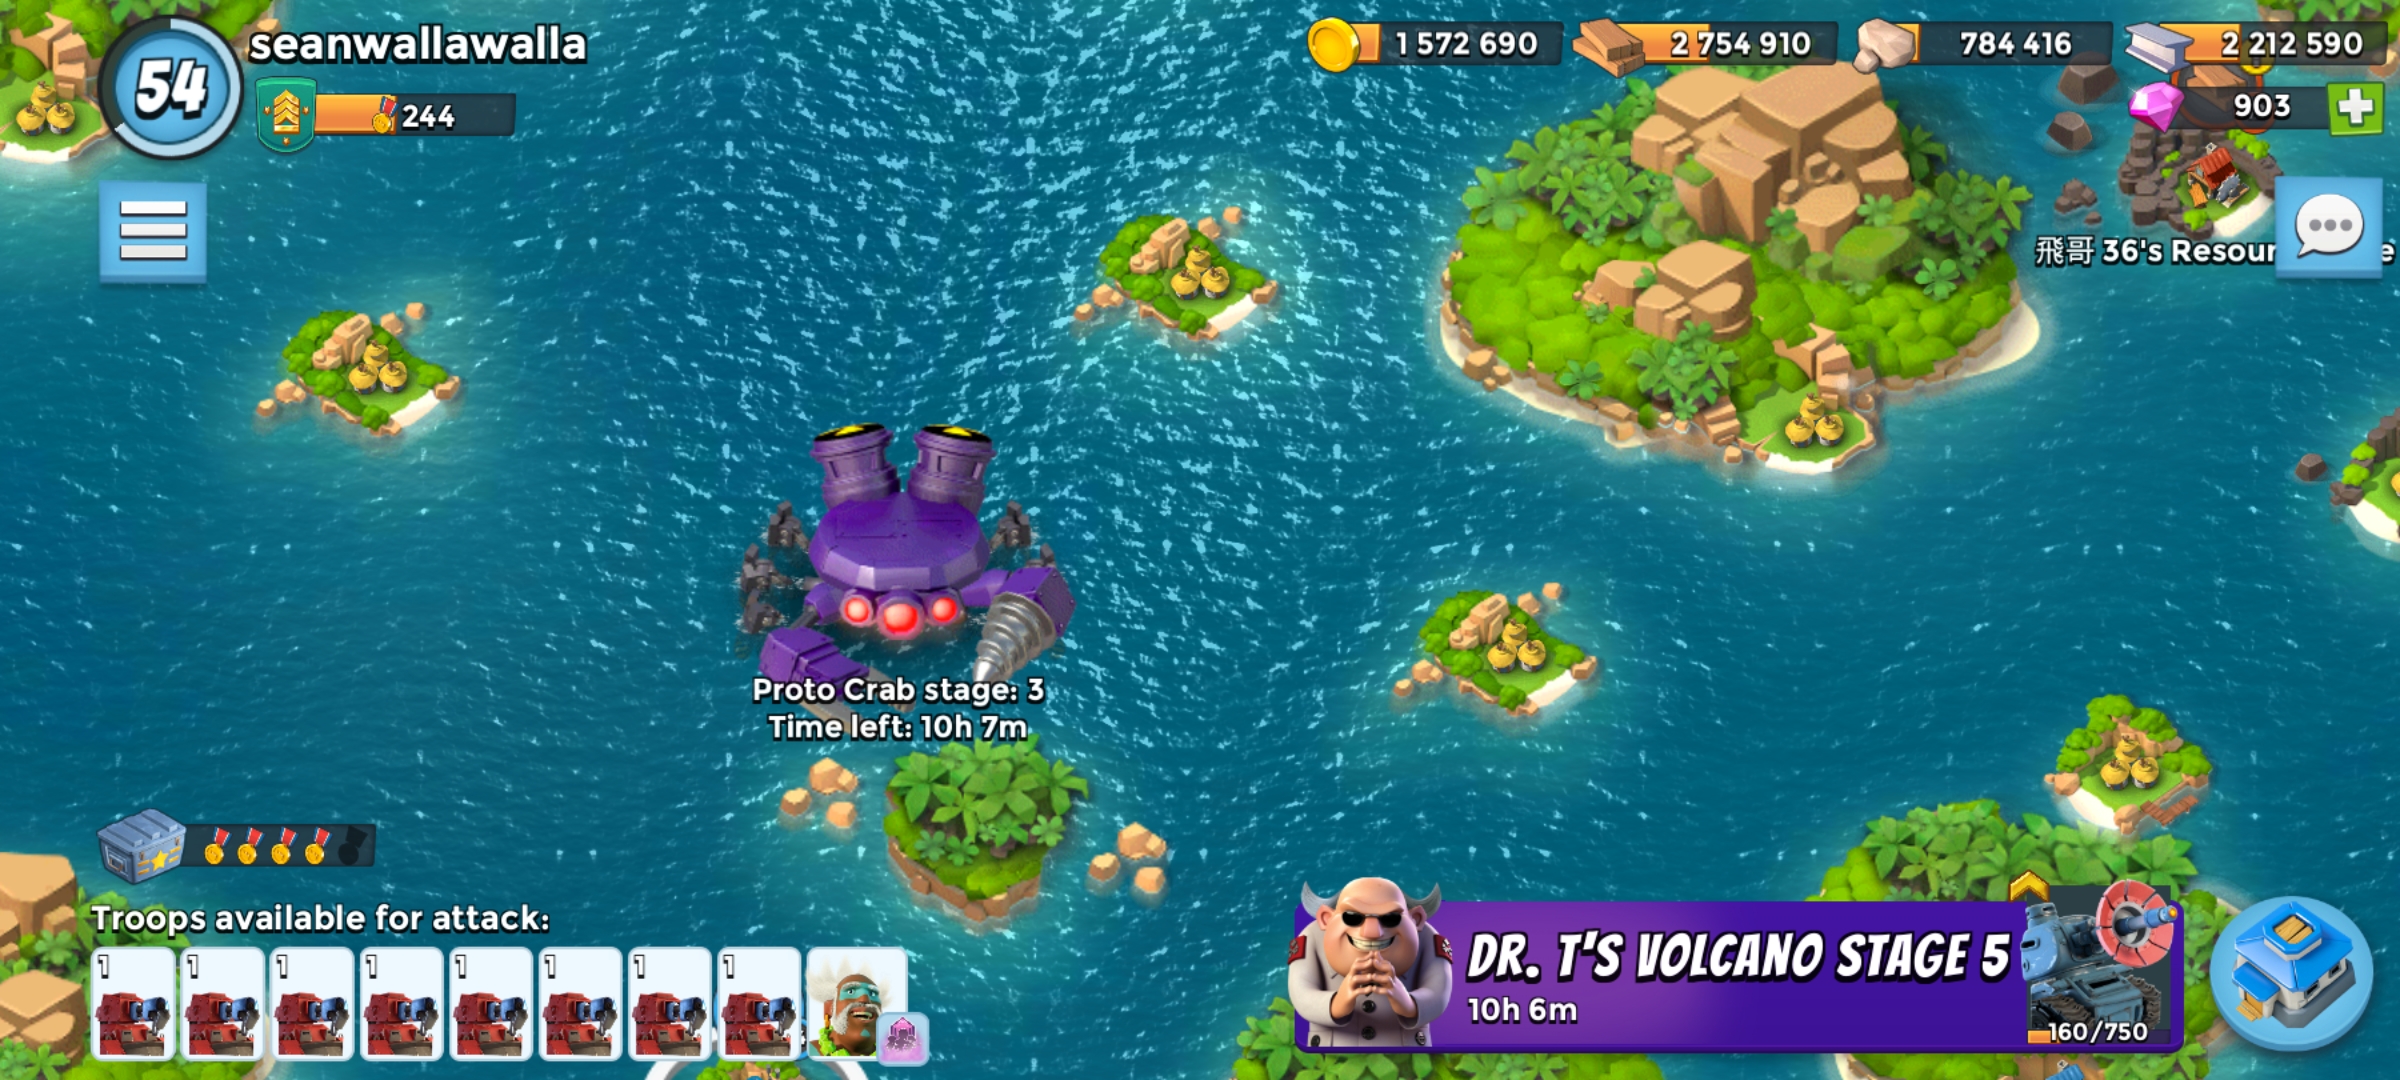 54
seanwallawalla
244
1 572 690
2 754 910
784 416
2 212 590
903
飛哥 36's Resour
e
Proto Crab stage: 3
Time left: 10h 7m
Troops available for attack:
1
1
1
1
1
1
1
1
DR. T'S VOLCANO STAGE 5
10h 6m
160/750